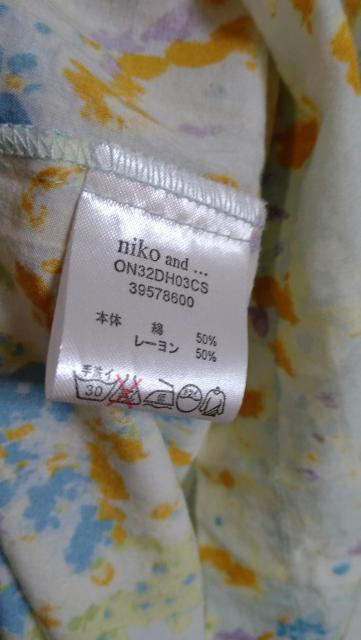 niko and ...
ON32DH03CS
39578600
本体 綿 50%
レーヨン 50%
手洗イ
30